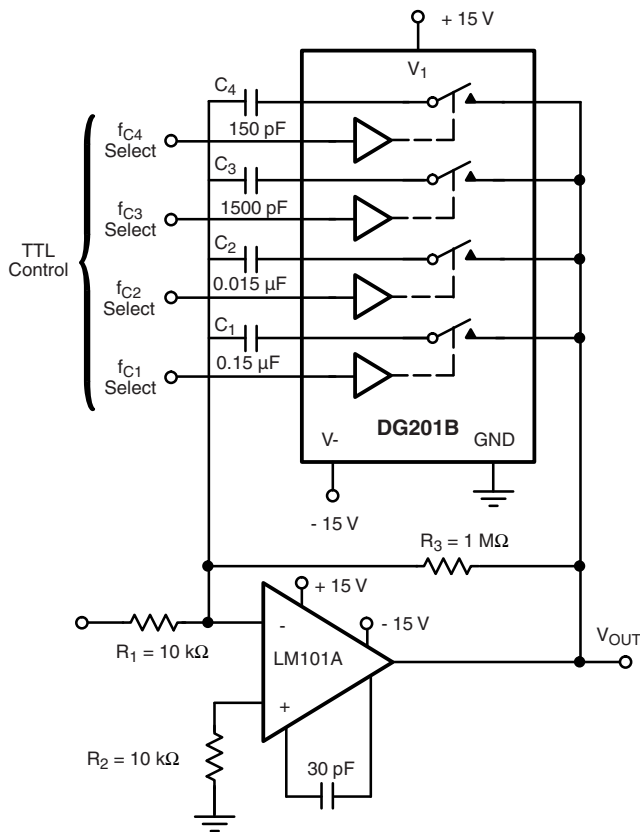 + 15 V
V1
C4
150 pF
fC4
Select
C3
1500 pF
fC3
Select
TTL
Control
C2
0.015 µF
fC2
Select
C1
0.15 µF
fC1
Select
DG201B
V-
GND
- 15 V
R3 = 1 MΩ
+ 15 V
- 15 V
-
LM101A
+
R1 = 10 kΩ
VOUT
R2 = 10 kΩ
30 pF